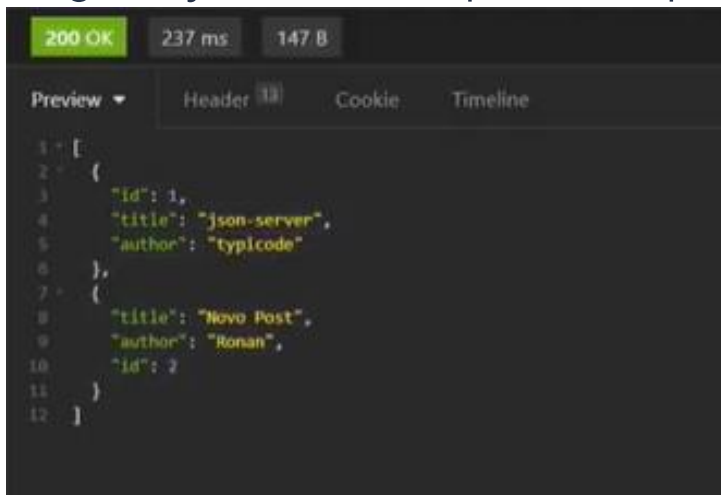 200 OK 237 ms 147 B
Preview Header 13 Cookie Timeline
1 [
2 {
3 "id": 1,
4 "title": "json-server",
5 "author": "typicode"
6 },
7 {
8 "title": "Novo Post",
9 "author": "Ronan",
10 "id": 2
11 }
12 ]